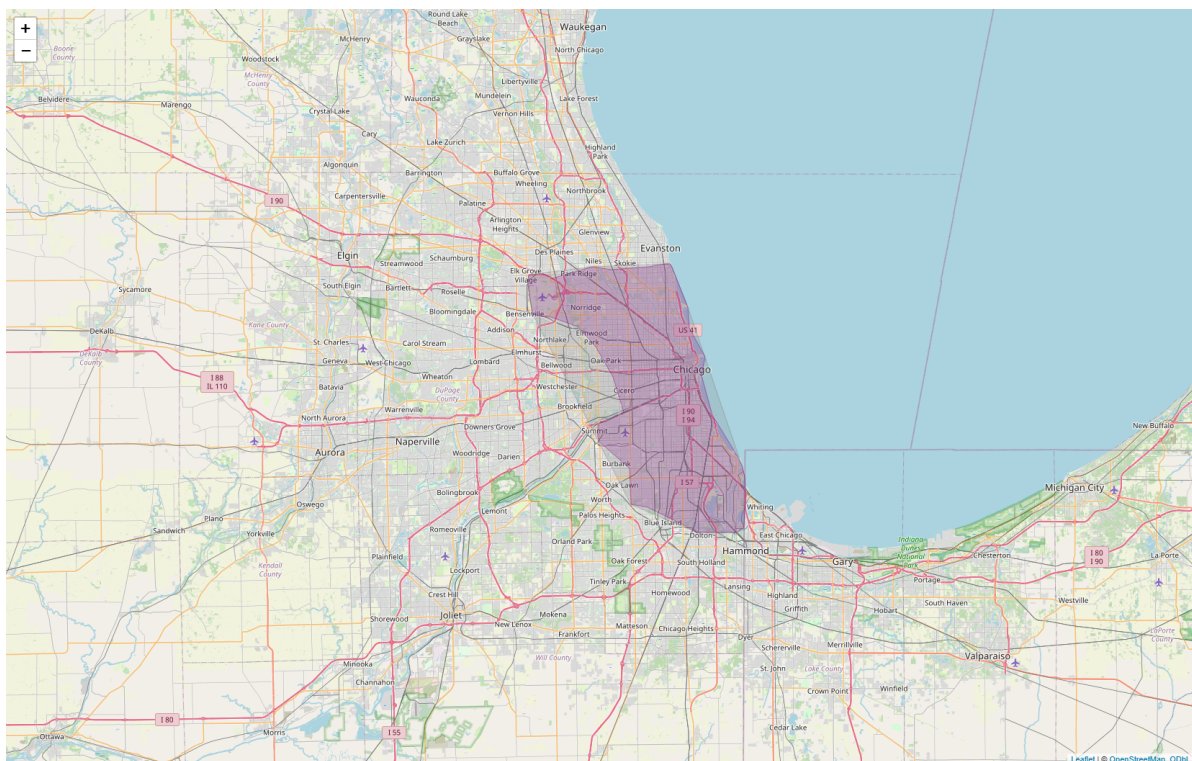 +
−
Round Lake
Beach
Waukegan
McHenry
Grayslake
North Chicago
Boone
County
Woodstock
Libertyville
McHenry
County
Belvidere
Marengo
Wauconda
Mundelein
Lake Forest
Crystal Lake
Vernon Hills
Cary
Lake Zurich
Highland
Park
Algonquin
Barrington
Buffalo Grove
Wheeling
Northbrook
Carpentersville
I 90
Palatine
Arlington
Heights
Glenview
Evanston
Des Plaines
Elgin
Schaumburg
Niles
Skokie
Streamwood
Elk Grove
Village
Park Ridge
Sycamore
South Elgin
Bartlett
Roselle
Bloomingdale
Bensenville
Norridge
DeKalb
Kane County
Addison
US 41
Northlake
Elmwood
Park
St. Charles
Carol Stream
Elmhurst
DeKalb
County
Geneva
West Chicago
Lombard
Bellwood
Oak Park
Chicago
I 88
IL 110
Wheaton
Batavia
DuPage
County
Westchester
Cicero
North Aurora
Warrenville
Brookfield
I 90
I 94
Naperville
Downers Grove
Summit
New Buffalo
Aurora
Woodridge
Darien
Burbank
Bolingbrook
Oak Lawn
I 57
Michigan City
Oswego
Lemont
Worth
Whiting
Plano
Palos Heights
Blue Island
Sandwich
Yorkville
Romeoville
Dolton
East Chicago
Orland Park
Hammond
Indiana
Dunes
National
Park
Plainfield
Oak Forest
South Holland
Gary
Chesterton
I 80
I 90
La Porte
Kendall
County
Lockport
Tinley Park
Portage
Crest Hill
Homewood
Lansing
Highland
South Haven
Westville
Shorewood
Joliet
Mokena
Griffith
Hobart
New Lenox
Matteson
Chicago Heights
Frankfort
Dyer
Merrillville
LaPorte
County
Schererville
Minooka
Will County
St. John
Lake County
Valparaiso
Channahon
Crown Point
Winfield
I 80
I 55
Cedar Lake
Ottawa
Morris
Leaflet | © OpenStreetMap, ODbL